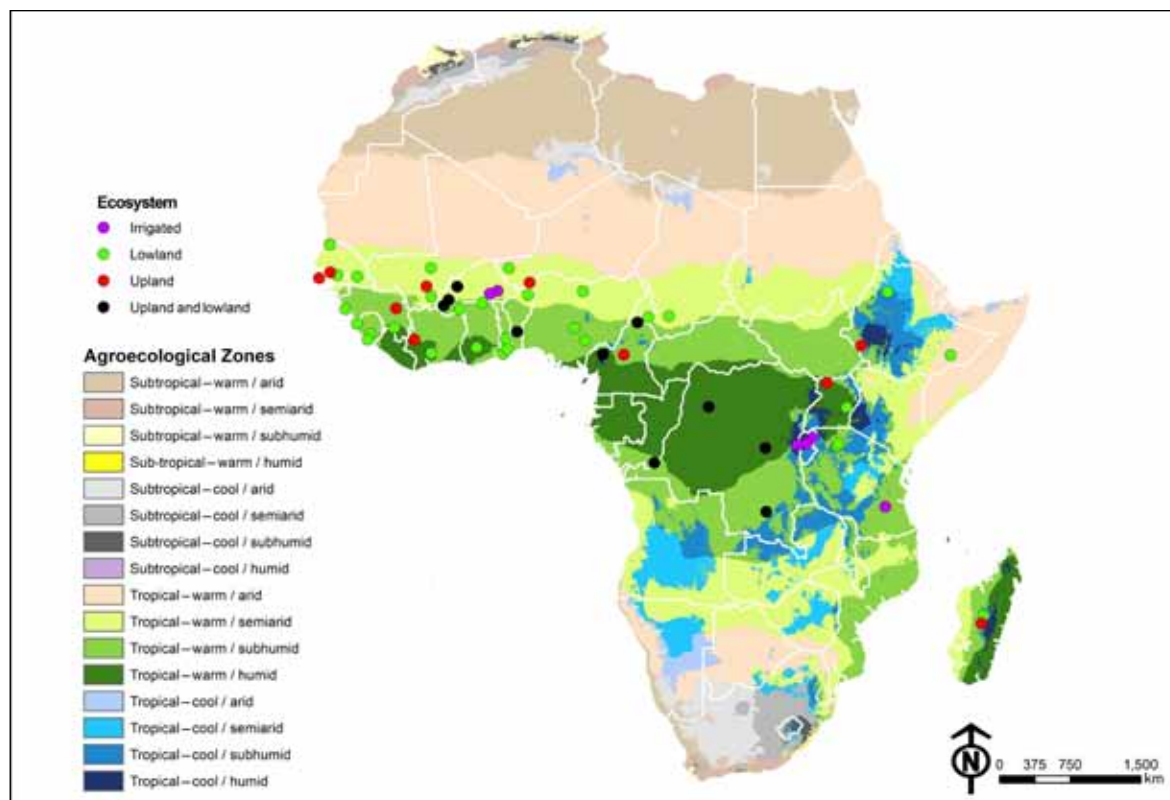 Ecosystem
Irrigated
Lowland
Upland
Upland and lowland
Agroecological Zones
Subtropical – warm / arid
Subtropical – warm / semiarid
Subtropical – warm / subhumid
Sub-tropical – warm / humid
Subtropical – cool / arid
Subtropical – cool / semiarid
Subtropical – cool / subhumid
Subtropical – cool / humid
Tropical – warm / arid
Tropical – warm / semiarid
Tropical – warm / subhumid
Tropical – warm / humid
Tropical – cool / arid
Tropical – cool / semiarid
Tropical – cool / subhumid
Tropical – cool / humid
N
0 375 750 1,500
km